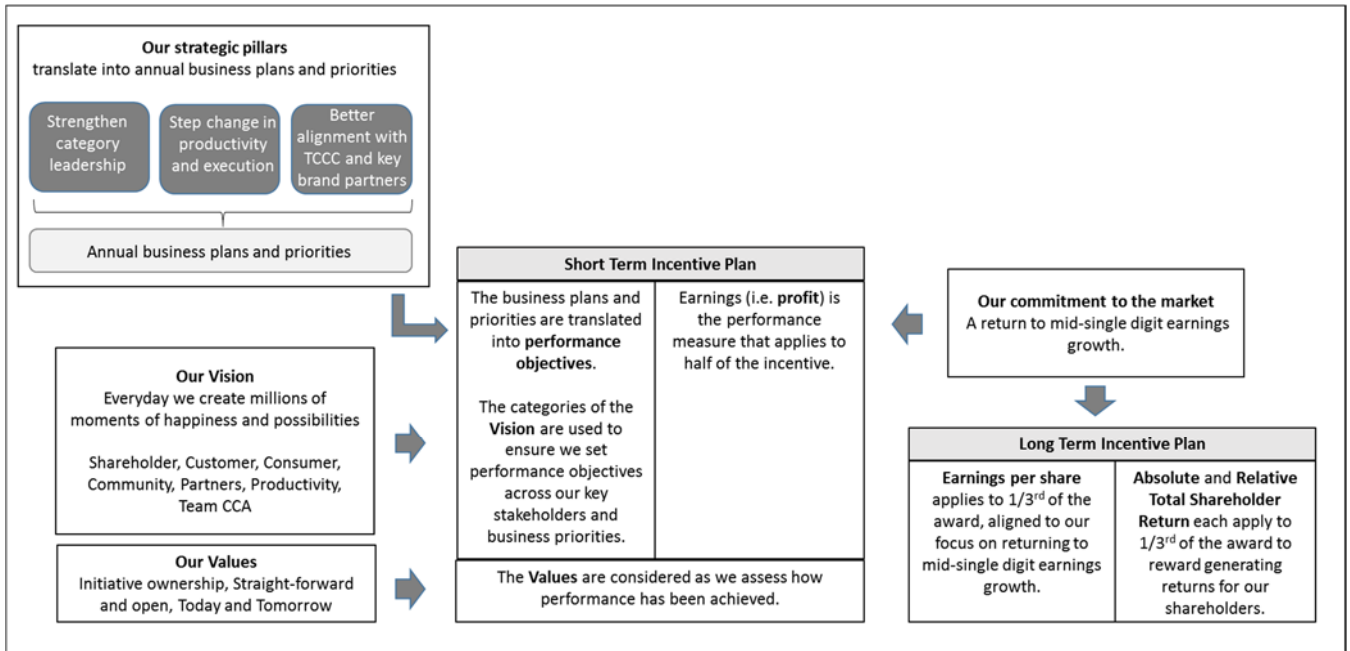 Our strategic pillars
translate into annual business plans and priorities
Strengthen
category
leadership
Step change in
productivity
and execution
Better
alignment with
TCCC and key
brand partners
Annual business plans and priorities
Our Vision
Everyday we create millions of
moments of happiness and possibilities
Shareholder, Customer, Consumer,
Community, Partners, Productivity,
Team CCA
Our Values
Initiative ownership, Straight-forward
and open, Today and Tomorrow
Short Term Incentive Plan
The business plans and
priorities are translated
into performance
objectives.
The categories of the
Vision are used to
ensure we set
performance objectives
across our key
stakeholders and
business priorities.
Earnings (i.e. profit) is
the performance
measure that applies to
half of the incentive.
The Values are considered as we assess how
performance has been achieved.
Our commitment to the market
A return to mid-single digit earnings
growth.
Long Term Incentive Plan
Earnings per share
applies to 1/3rd of the
award, aligned to our
focus on returning to
mid-single digit earnings
growth.
Absolute and Relative
Total Shareholder
Return each apply to
1/3rd of the award to
reward generating
returns for our
shareholders.